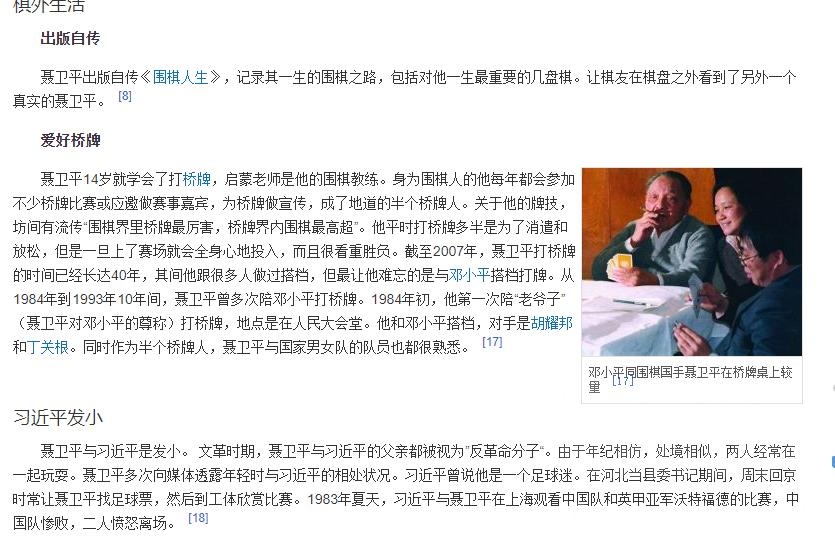 棋外生活
出版自传
聂卫平出版自传《围棋人生》，记录其一生的围棋之路，包括对他一生最重要的几盘棋。让棋友在棋盘之外看到了另外一个
真实的聂卫平。 [8]
爱好桥牌
聂卫平14岁就学会了打桥牌，启蒙老师是他的围棋教练。身为围棋人的他每年都会参加
不少桥牌比赛或应邀做赛事嘉宾，为桥牌做宣传，成了地道的半个桥牌人。关于他的牌技，
坊间有流传“围棋界里桥牌最厉害，桥牌界内围棋最高超”。他平时打桥牌多半是为了消遣和
放松，但是一旦上了赛场就会全身心地投入，而且很看重胜负。截至2007年，聂卫平打桥牌
的时间已经长达40年，其间他跟很多人做过搭档，但最让他难忘的是与邓小平搭档打牌。从
1984年到1993年10年间，聂卫平曾多次陪邓小平打桥牌。1984年初，他第一次陪“老爷子”
（聂卫平对邓小平的尊称）打桥牌，地点是在人民大会堂。他和邓小平搭档，对手是胡耀邦
和丁关根。同时作为半个桥牌人，聂卫平与国家男女队的队员也都很熟悉。 [17]
邓小平同围棋国手聂卫平在桥牌桌上较
量 [17]
习近平发小
聂卫平与习近平是发小。 文革时期，聂卫平与习近平的父亲都被视为”反革命分子“。由于年纪相仿，处境相似，两人经常在
一起玩耍。聂卫平多次向媒体透露年轻时与习近平的相处状况。习近平曾说他是一个足球迷。在河北当县委书记期间，周末回京
时常让聂卫平找足球票，然后到工体欣赏比赛。1983年夏天，习近平与聂卫平在上海观看中国队和英甲亚军沃特福德的比赛，中
国队惨败，二人愤怒离场。 [18]